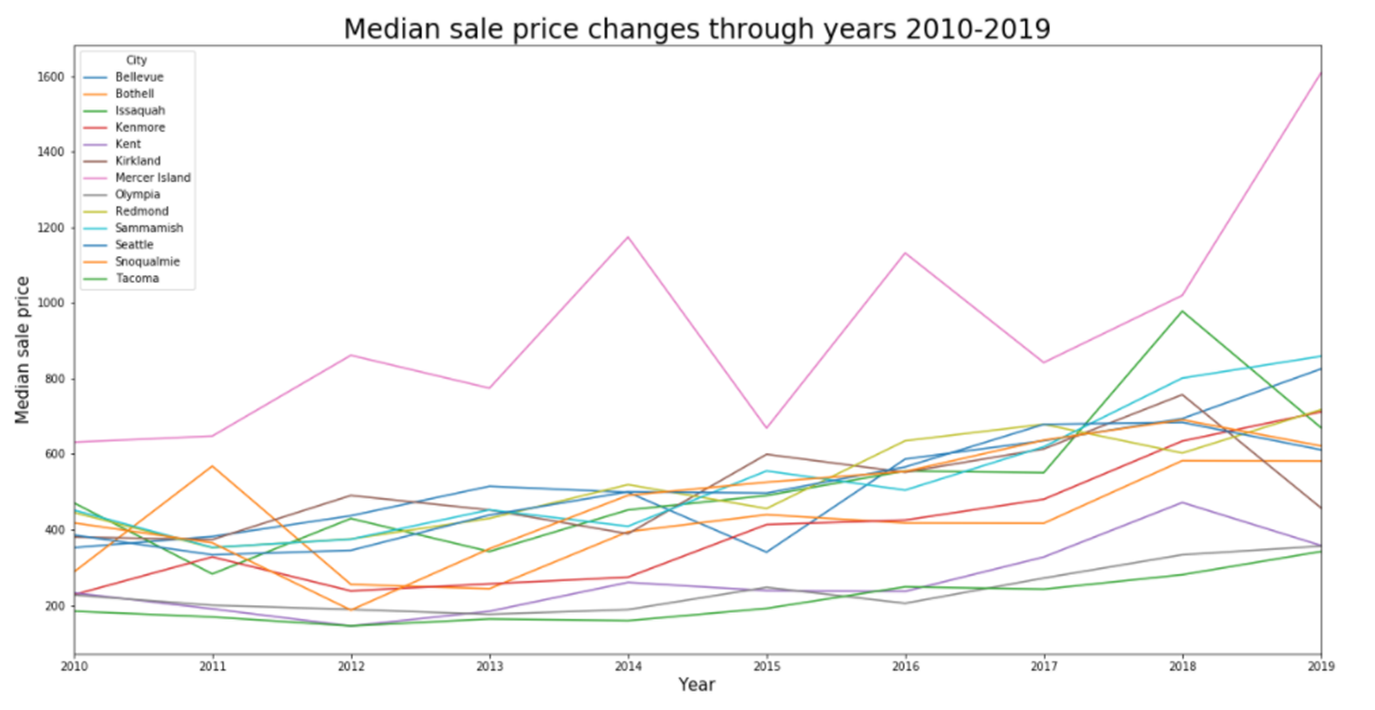 Median sale price changes through years 2010-2019
City
Bellevue
Bothell
Issaquah
Kenmore
Kent
Kirkland
Mercer Island
Olympia
Redmond
Sammamish
Seattle
Snoqualmie
Tacoma
Median sale price
1600
1400
1200
1000
800
600
400
200
2010 2011 2012 2013 2014 2015 2016 2017 2018 2019
Year